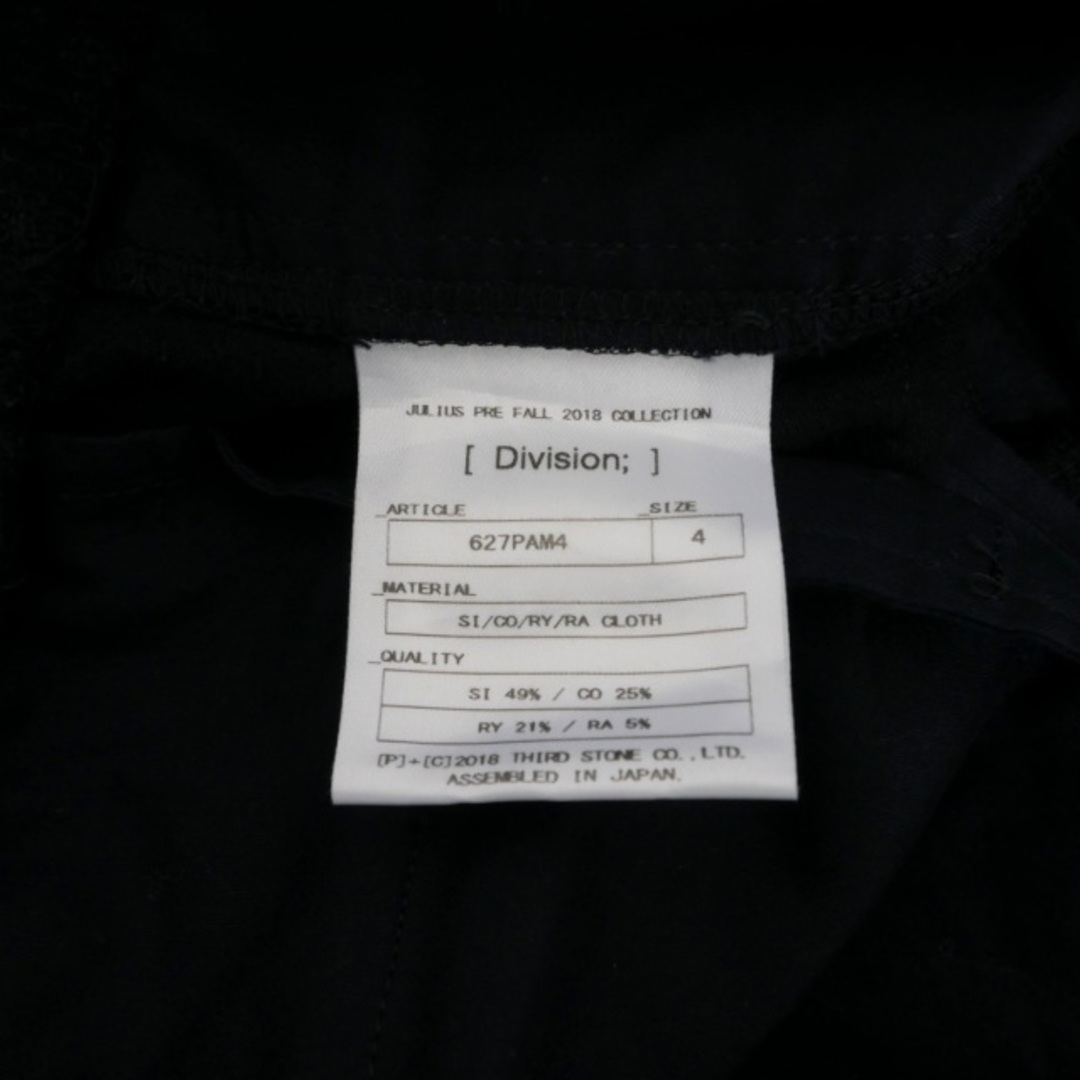 JULIUS PRE FALL 2018 COLLECTION
[ Division; ]
_ARTICLE _SIZE
627PAM4 4
_MATERIAL
SI/CO/RY/RA CLOTH
_QUALITY
SI 49% / CO 25%
RY 21% / RA 5%
[P]+[C]2018 THIRD STONE CO.,LTD.
ASSEMBLED IN JAPAN.